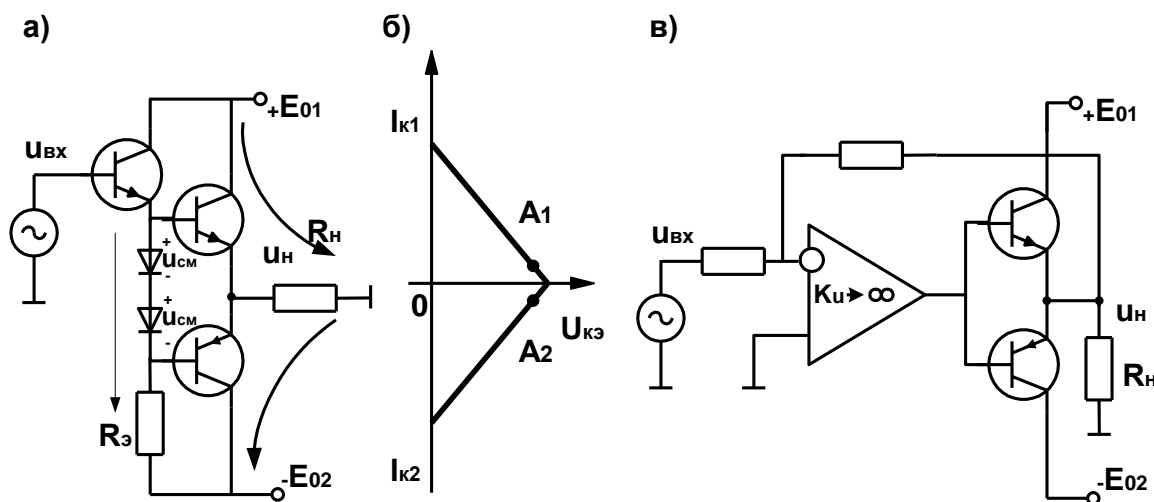 а)
+E01
uвх
+
uсм
-
+
uсм
-
Rэ
Rн
uн
-E02
б)
Iк1
A1
0
Uкэ
A2
Iк2
в)
+E01
uвх
Ku→∞
uн
Rн
-E02